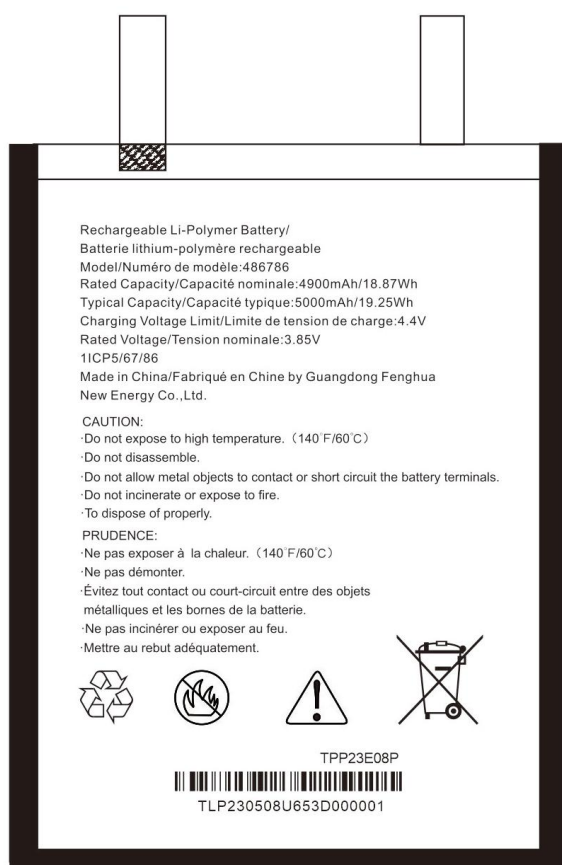 Rechargeable Li-Polymer Battery/
Batterie lithium-polymère rechargeable
Model/Numéro de modèle:486786
Rated Capacity/Capacité nominale:4900mAh/18.87Wh
Typical Capacity/Capacité typique:5000mAh/19.25Wh
Charging Voltage Limit/Limite de tension de charge:4.4V
Rated Voltage/Tension nominale:3.85V
1ICP5/67/86
Made in China/Fabriqué en Chine by Guangdong Fenghua
New Energy Co.,Ltd.
CAUTION:
·Do not expose to high temperature.（140°F/60°C）
·Do not disassemble.
·Do not allow metal objects to contact or short circuit the battery terminals.
·Do not incinerate or expose to fire.
·To dispose of properly.
PRUDENCE:
·Ne pas exposer à la chaleur.（140°F/60°C）
·Ne pas démonter.
·Évitez tout contact ou court-circuit entre des objets
métalliques et les bornes de la batterie.
·Ne pas incinérer ou exposer au feu.
·Mettre au rebut adéquatement.
TPP23E08P
TLP230508U653D000001